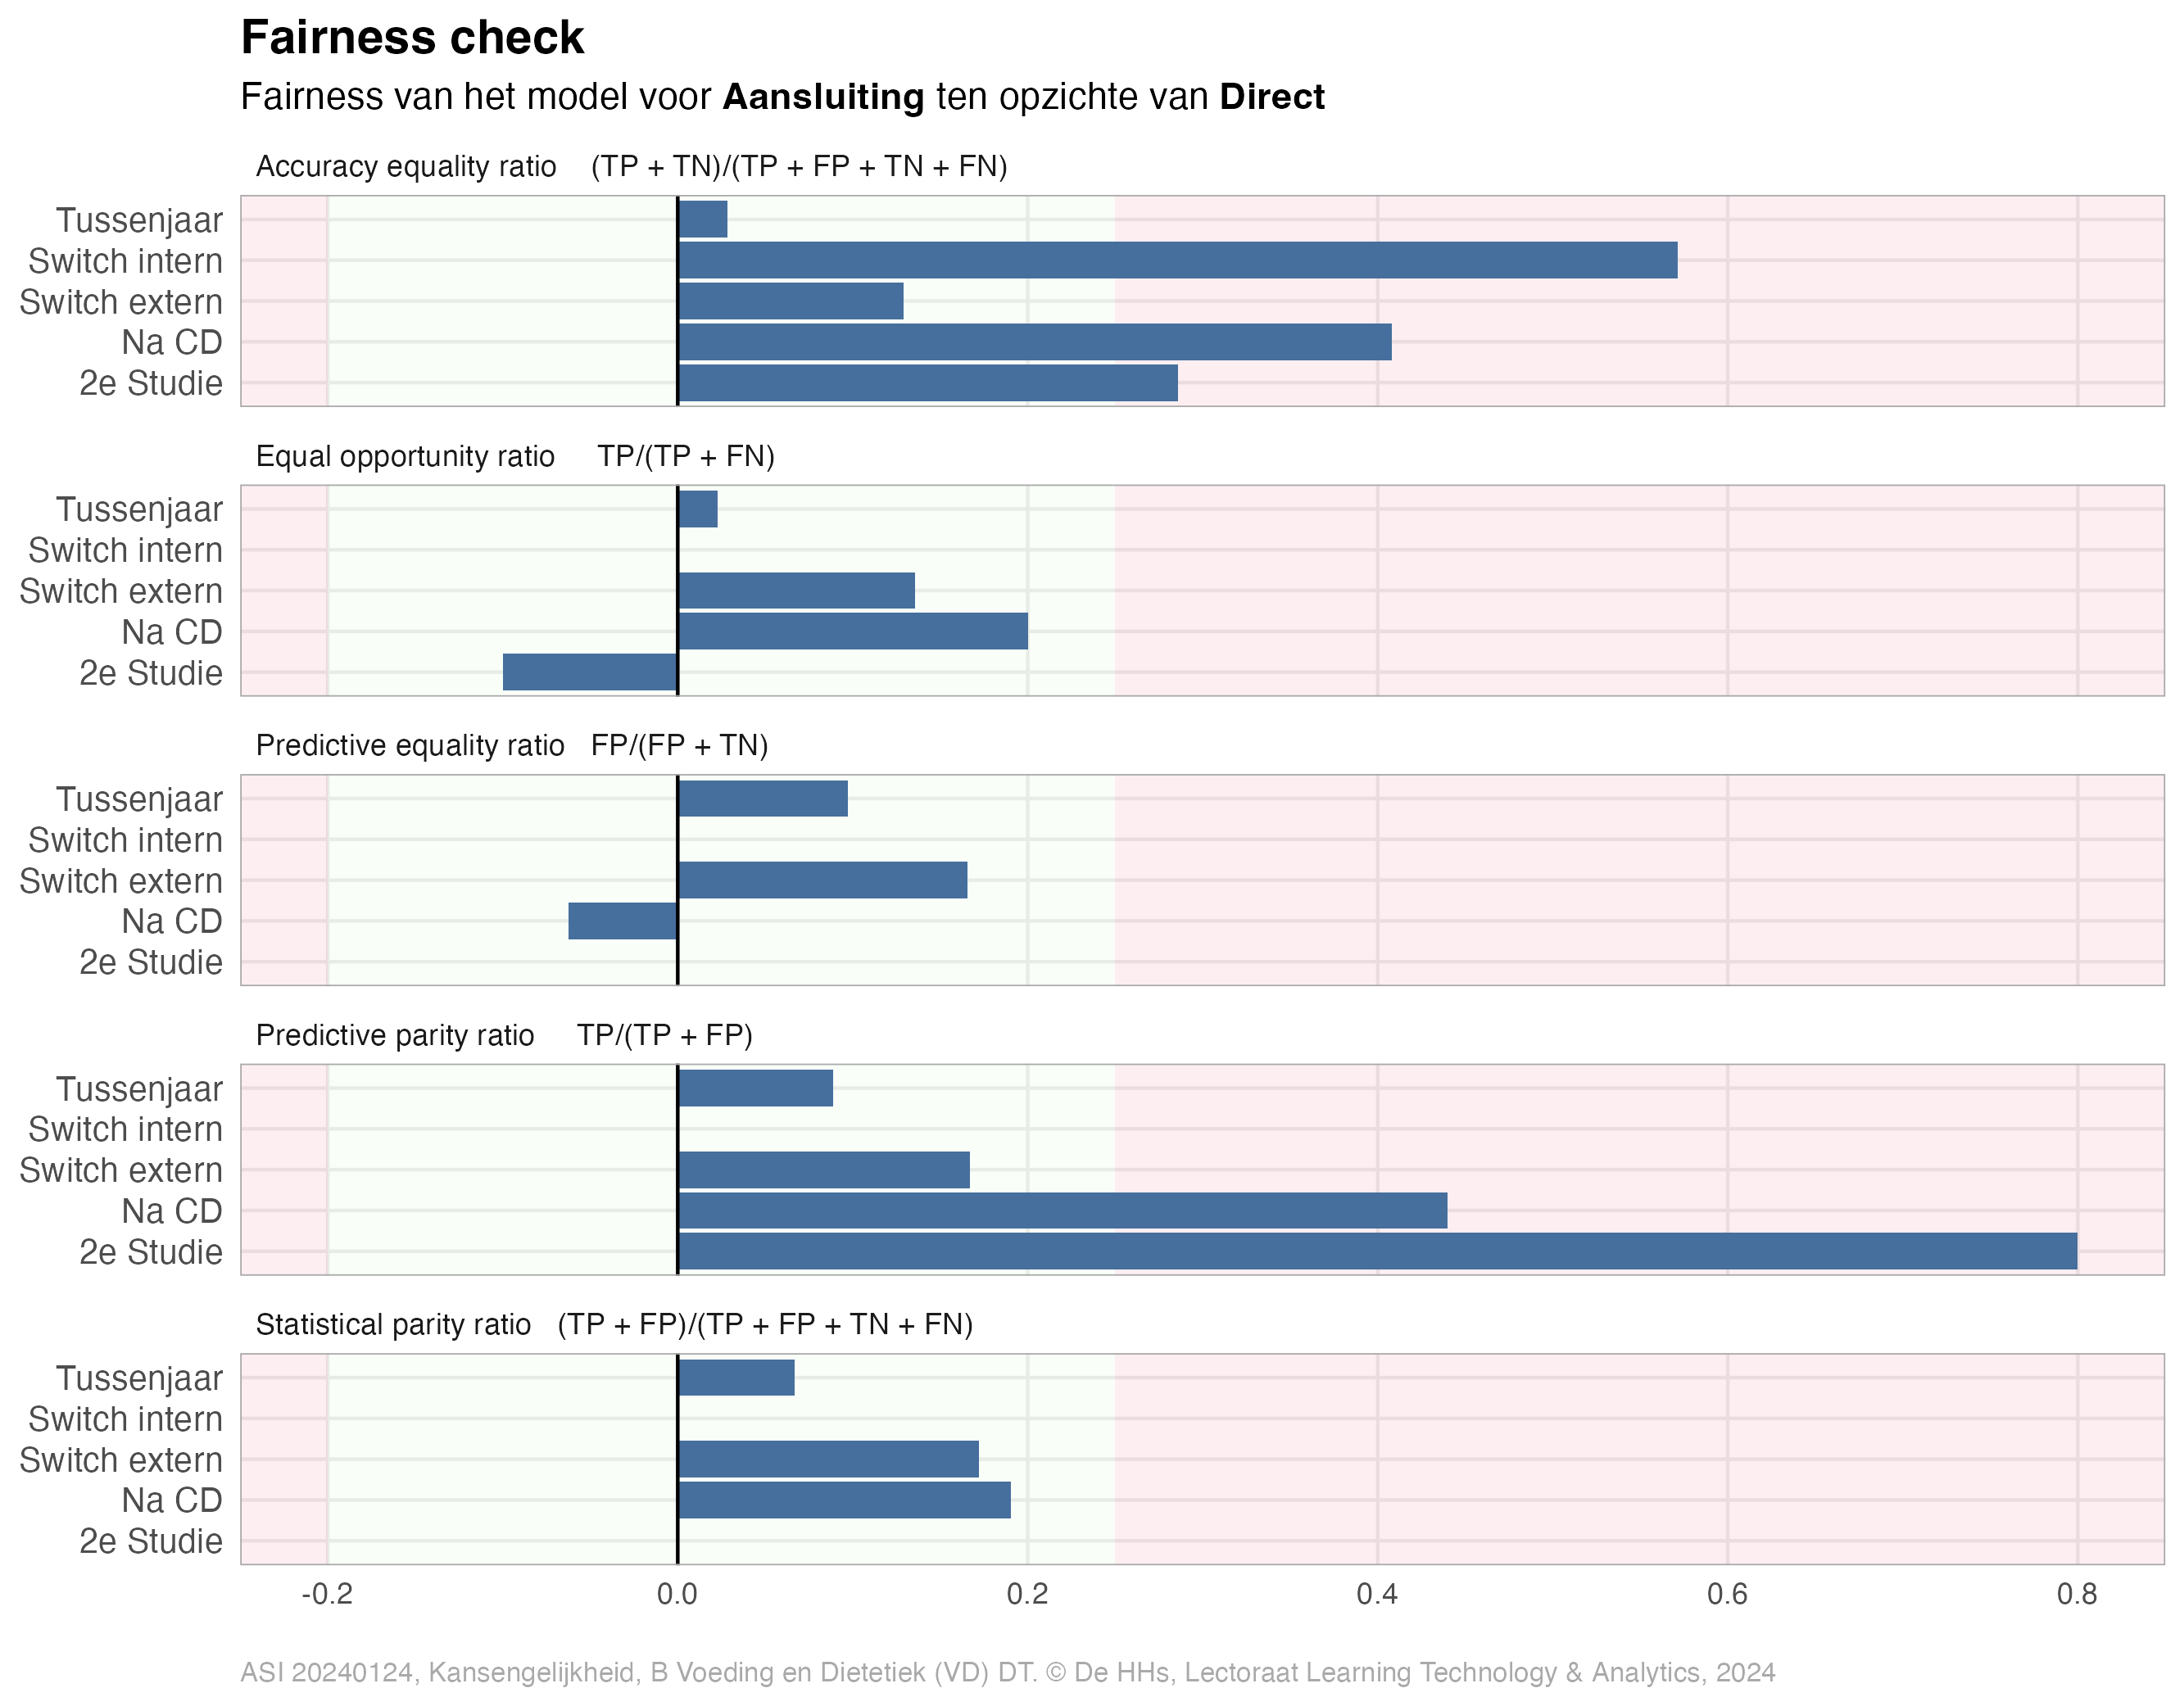 Fairness check
Fairness van het model voor Aansluiting ten opzichte van Direct
Accuracy equality ratio (TP + TN)/(TP + FP + TN + FN)
Tussenjaar
Switch intern
Switch extern
Na CD
2e Studie
Equal opportunity ratio TP/(TP + FN)
Tussenjaar
Switch intern
Switch extern
Na CD
2e Studie
Predictive equality ratio FP/(FP + TN)
Tussenjaar
Switch intern
Switch extern
Na CD
2e Studie
Predictive parity ratio TP/(TP + FP)
Tussenjaar
Switch intern
Switch extern
Na CD
2e Studie
Statistical parity ratio (TP + FP)/(TP + FP + TN + FN)
Tussenjaar
Switch intern
Switch extern
Na CD
2e Studie
-0.2 0.0 0.2 0.4 0.6 0.8
ASI 20240124, Kansengelijkheid, B Voeding en Dietetiek (VD) DT. © De HHs, Lectoraat Learning Technology & Analytics, 2024